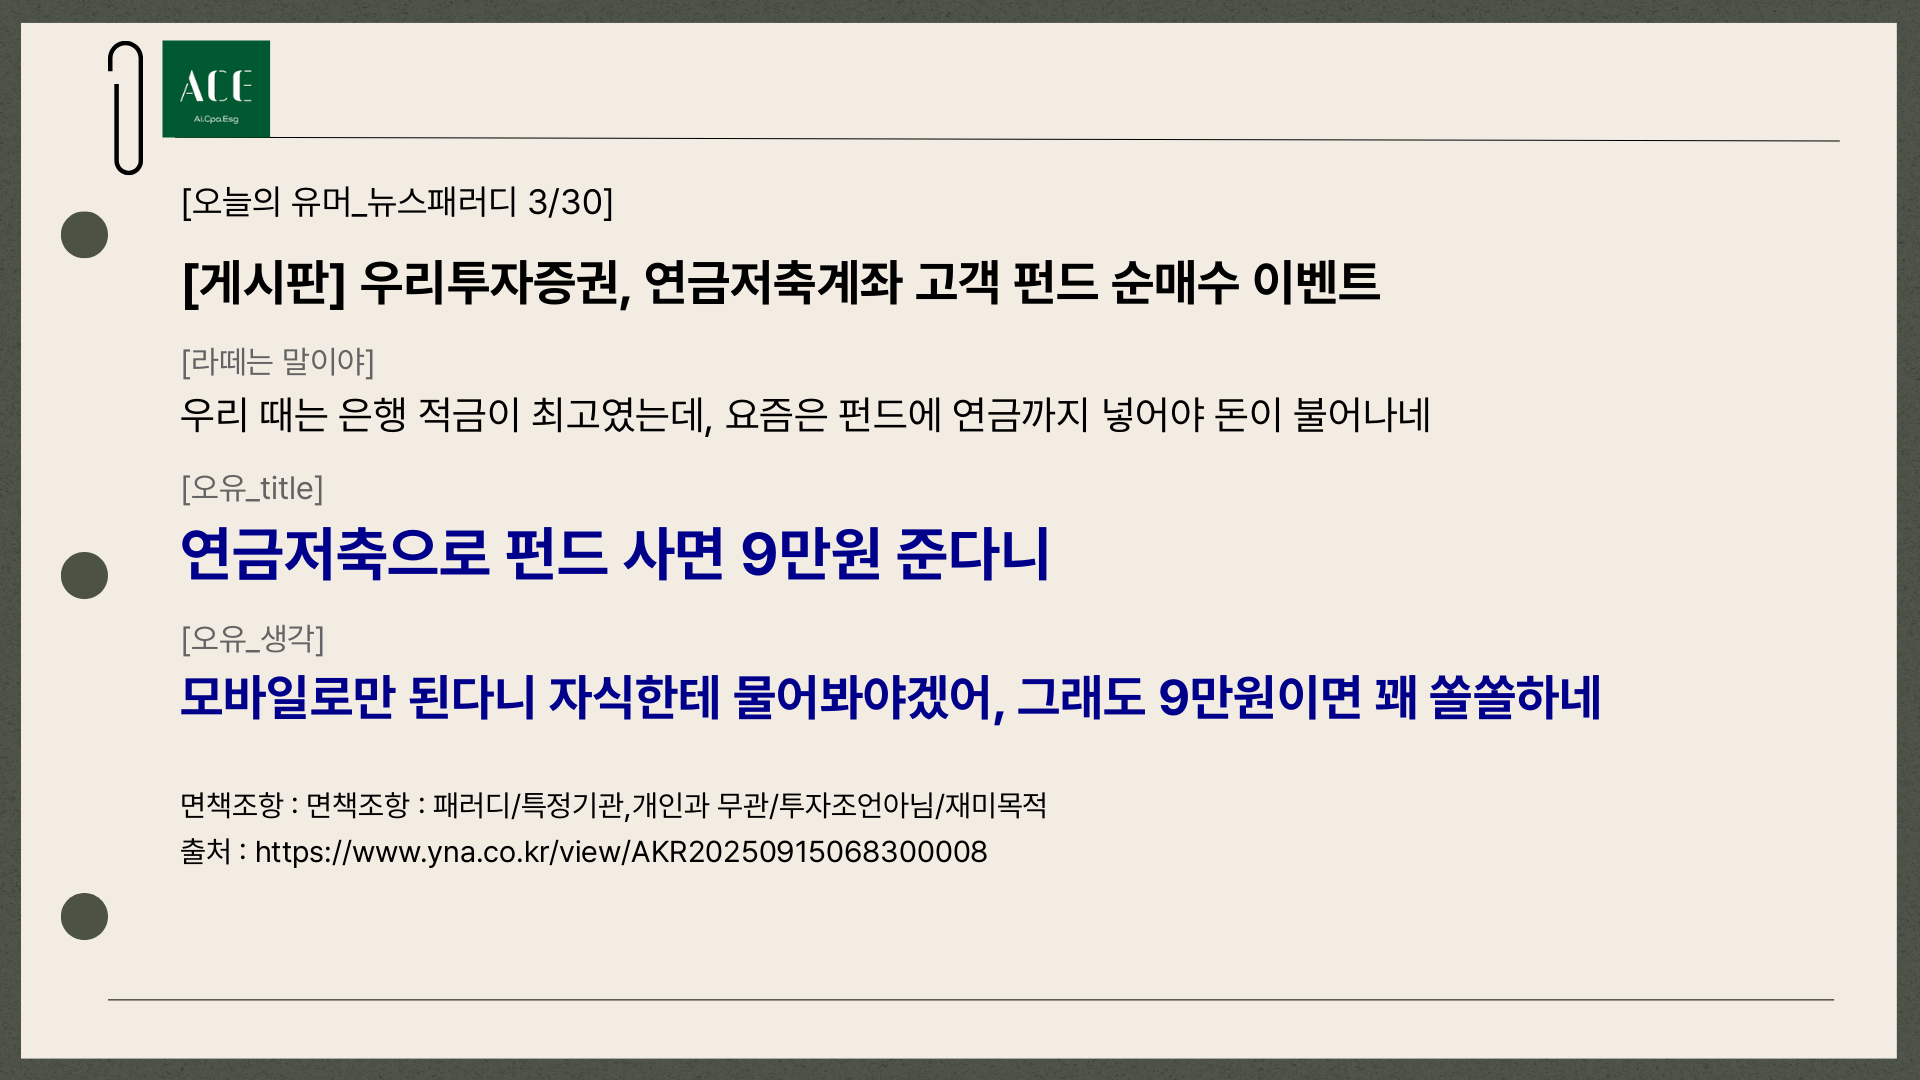 ACE
Ai.Cpa.Esg
[오늘의 유머_뉴스패러디 3/30]
[게시판] 우리투자증권, 연금저축계좌 고객 펀드 순매수 이벤트
[라떼는 말이야]
우리 때는 은행 적금이 최고였는데, 요즘은 펀드에 연금까지 넣어야 돈이 불어나네
[오유_title]
연금저축으로 펀드 사면 9만원 준다니
[오유_생각]
모바일로만 된다니 자식한테 물어봐야겠어, 그래도 9만원이면 꽤 쏠쏠하네
면책조항 : 면책조항 : 패러디/특정기관,개인과 무관/투자조언아님/재미목적
출처 : https://www.yna.co.kr/view/AKR20250915068300008